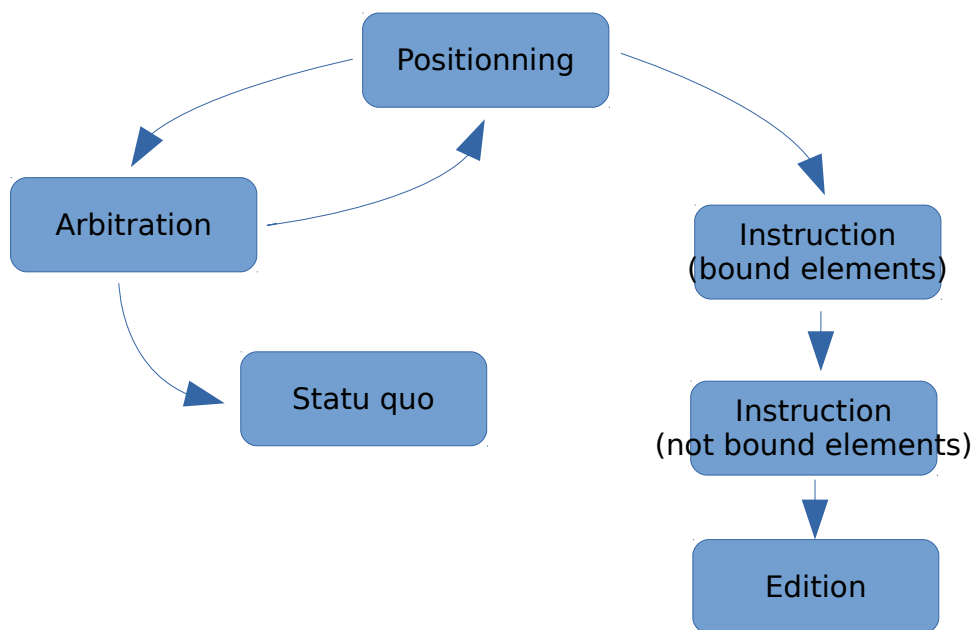 Positionning
Arbitration
Instruction
(bound elements)
Statu quo
Instruction
(not bound elements)
Edition